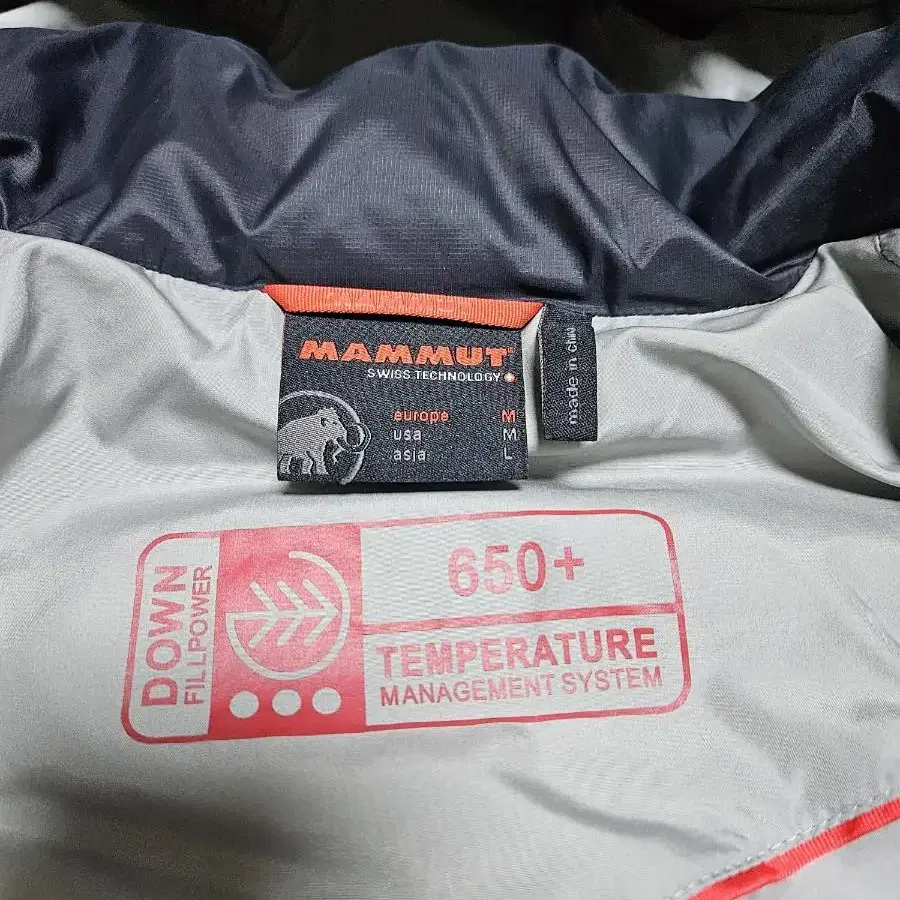 MAMMUT
SWISS TECHNOLOGY
europe M
usa M
asia L
made in china
DOWN
FILLPOWER
650+
TEMPERATURE
MANAGEMENT SYSTEM